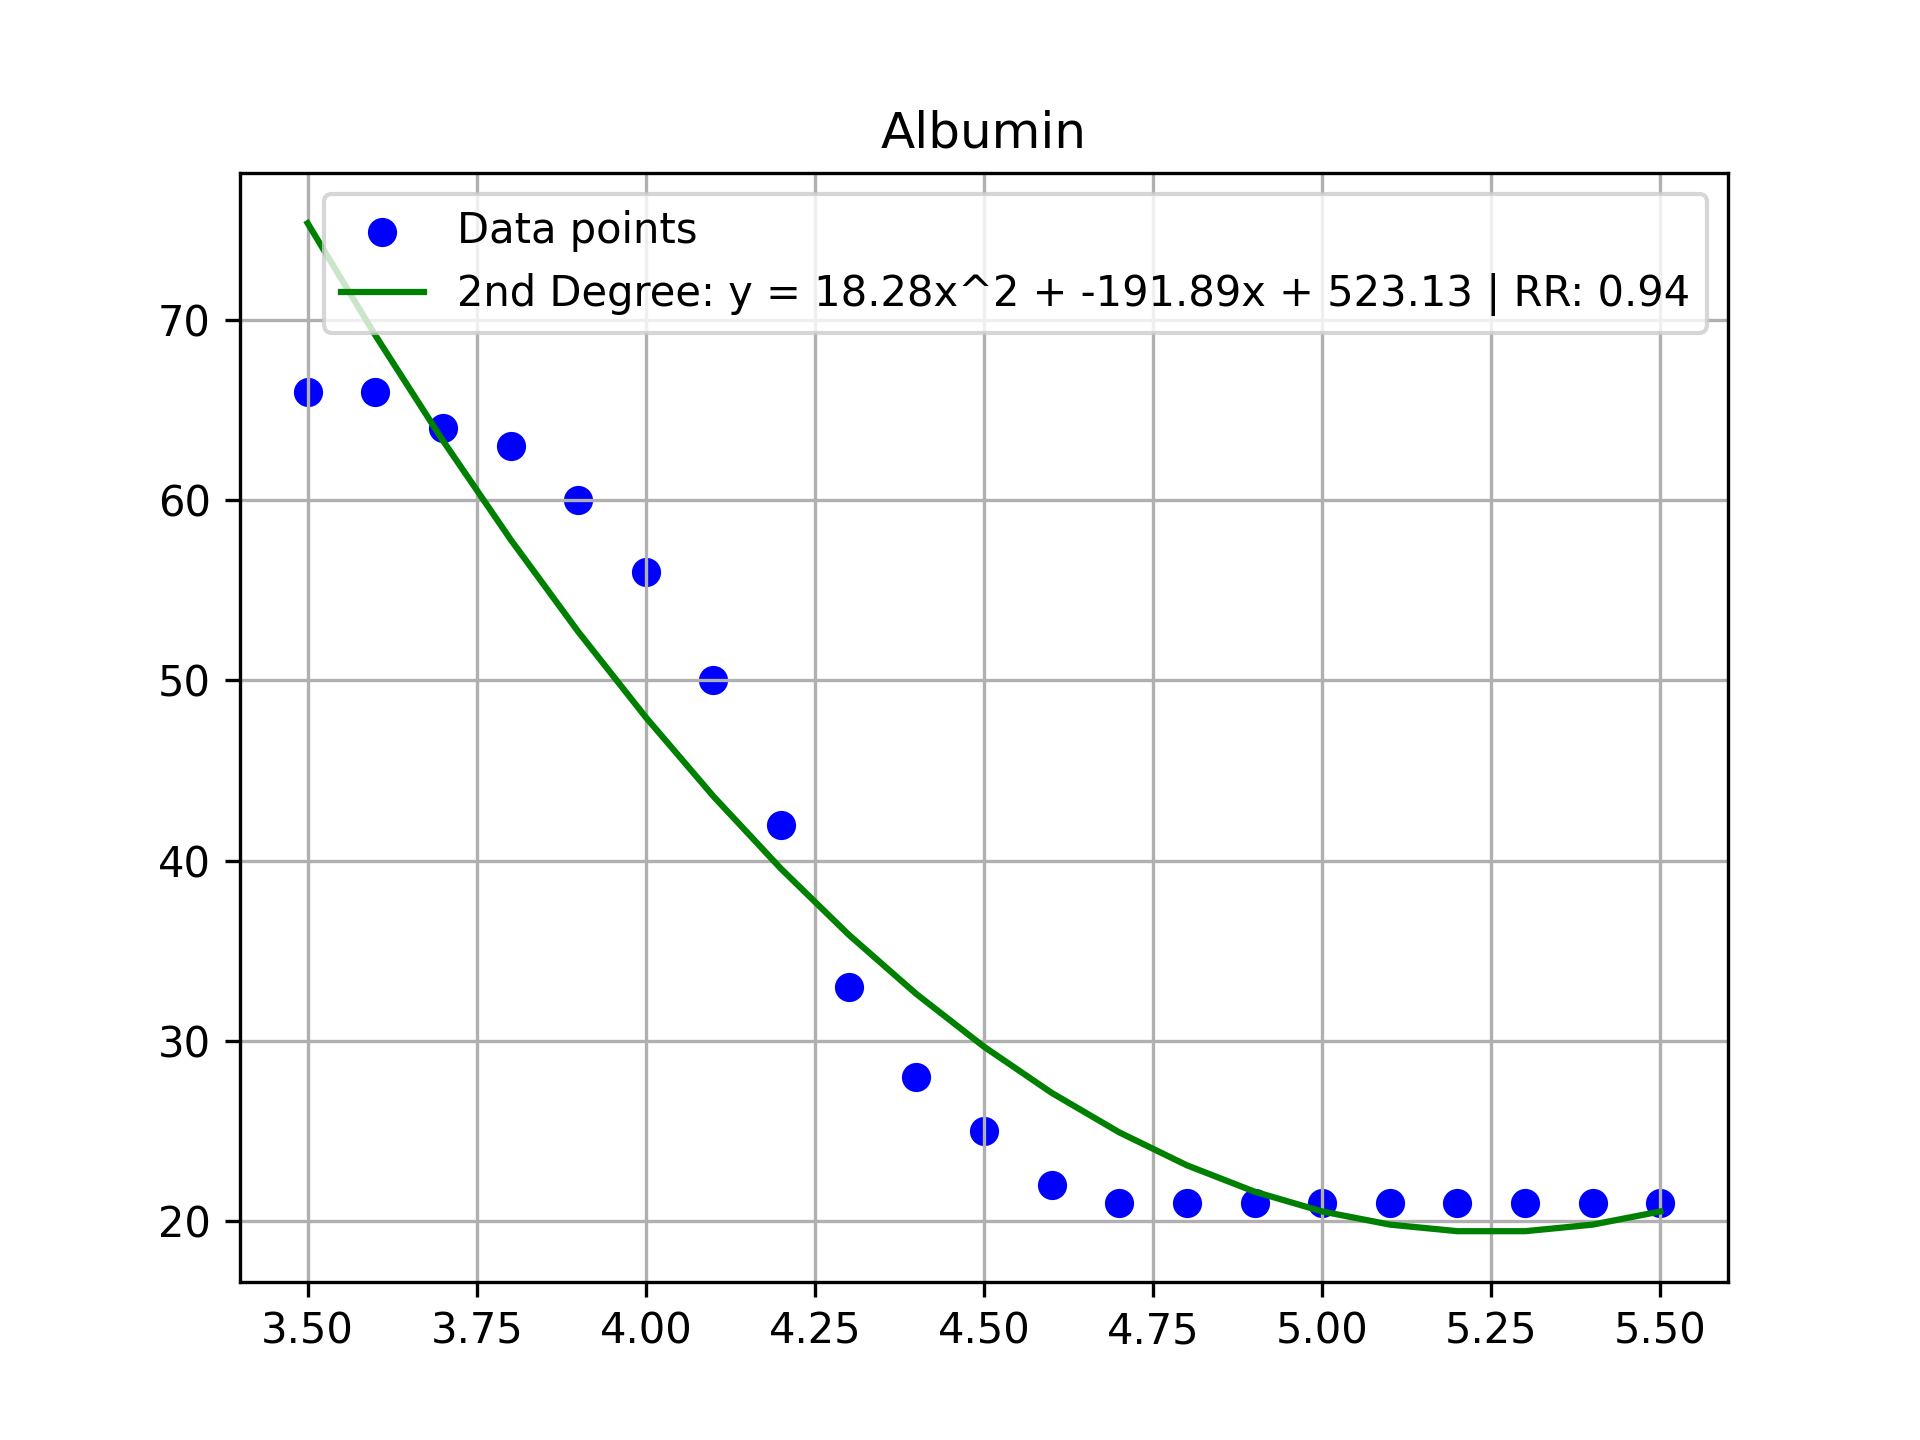 Albumin
Data points
2nd Degree: y = 18.28x^2 + -191.89x + 523.13 | RR: 0.94
70
60
50
40
30
20
3.50 3.75 4.00 4.25 4.50 4.75 5.00 5.25 5.50